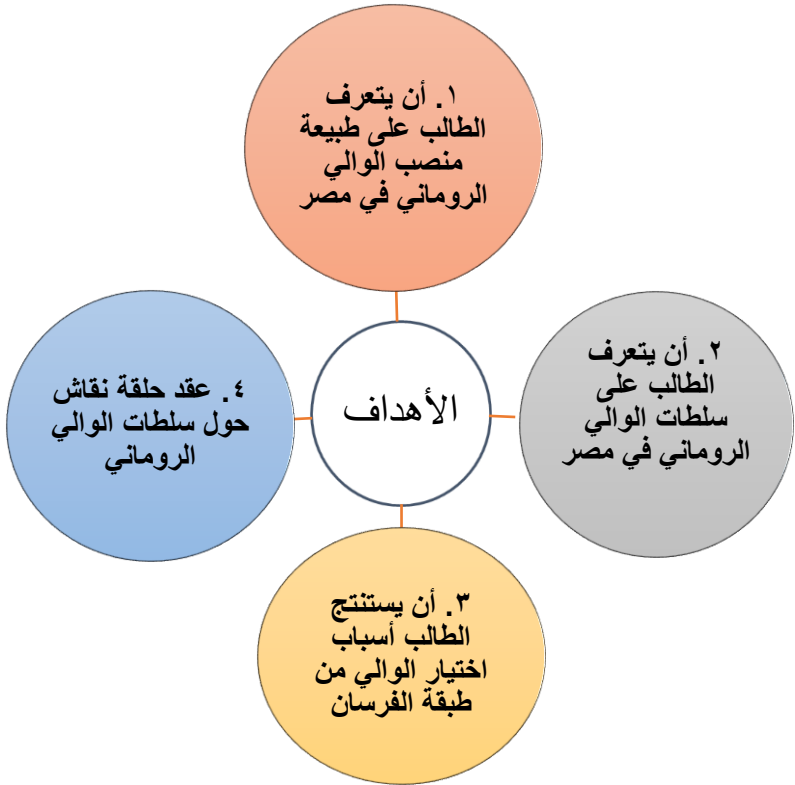 ١. أن يتعرف
الطالب على طبيعة
منصب الوالي
الروماني في مصر
الأهداف
٢. أن يتعرف
الطالب على
سلطات الوالي
الروماني في مصر
٣. أن يستنتج
الطالب أسباب
اختيار الوالي من
طبقة الفرسان
٤. عقد حلقة نقاش
حول سلطات الوالي
الروماني